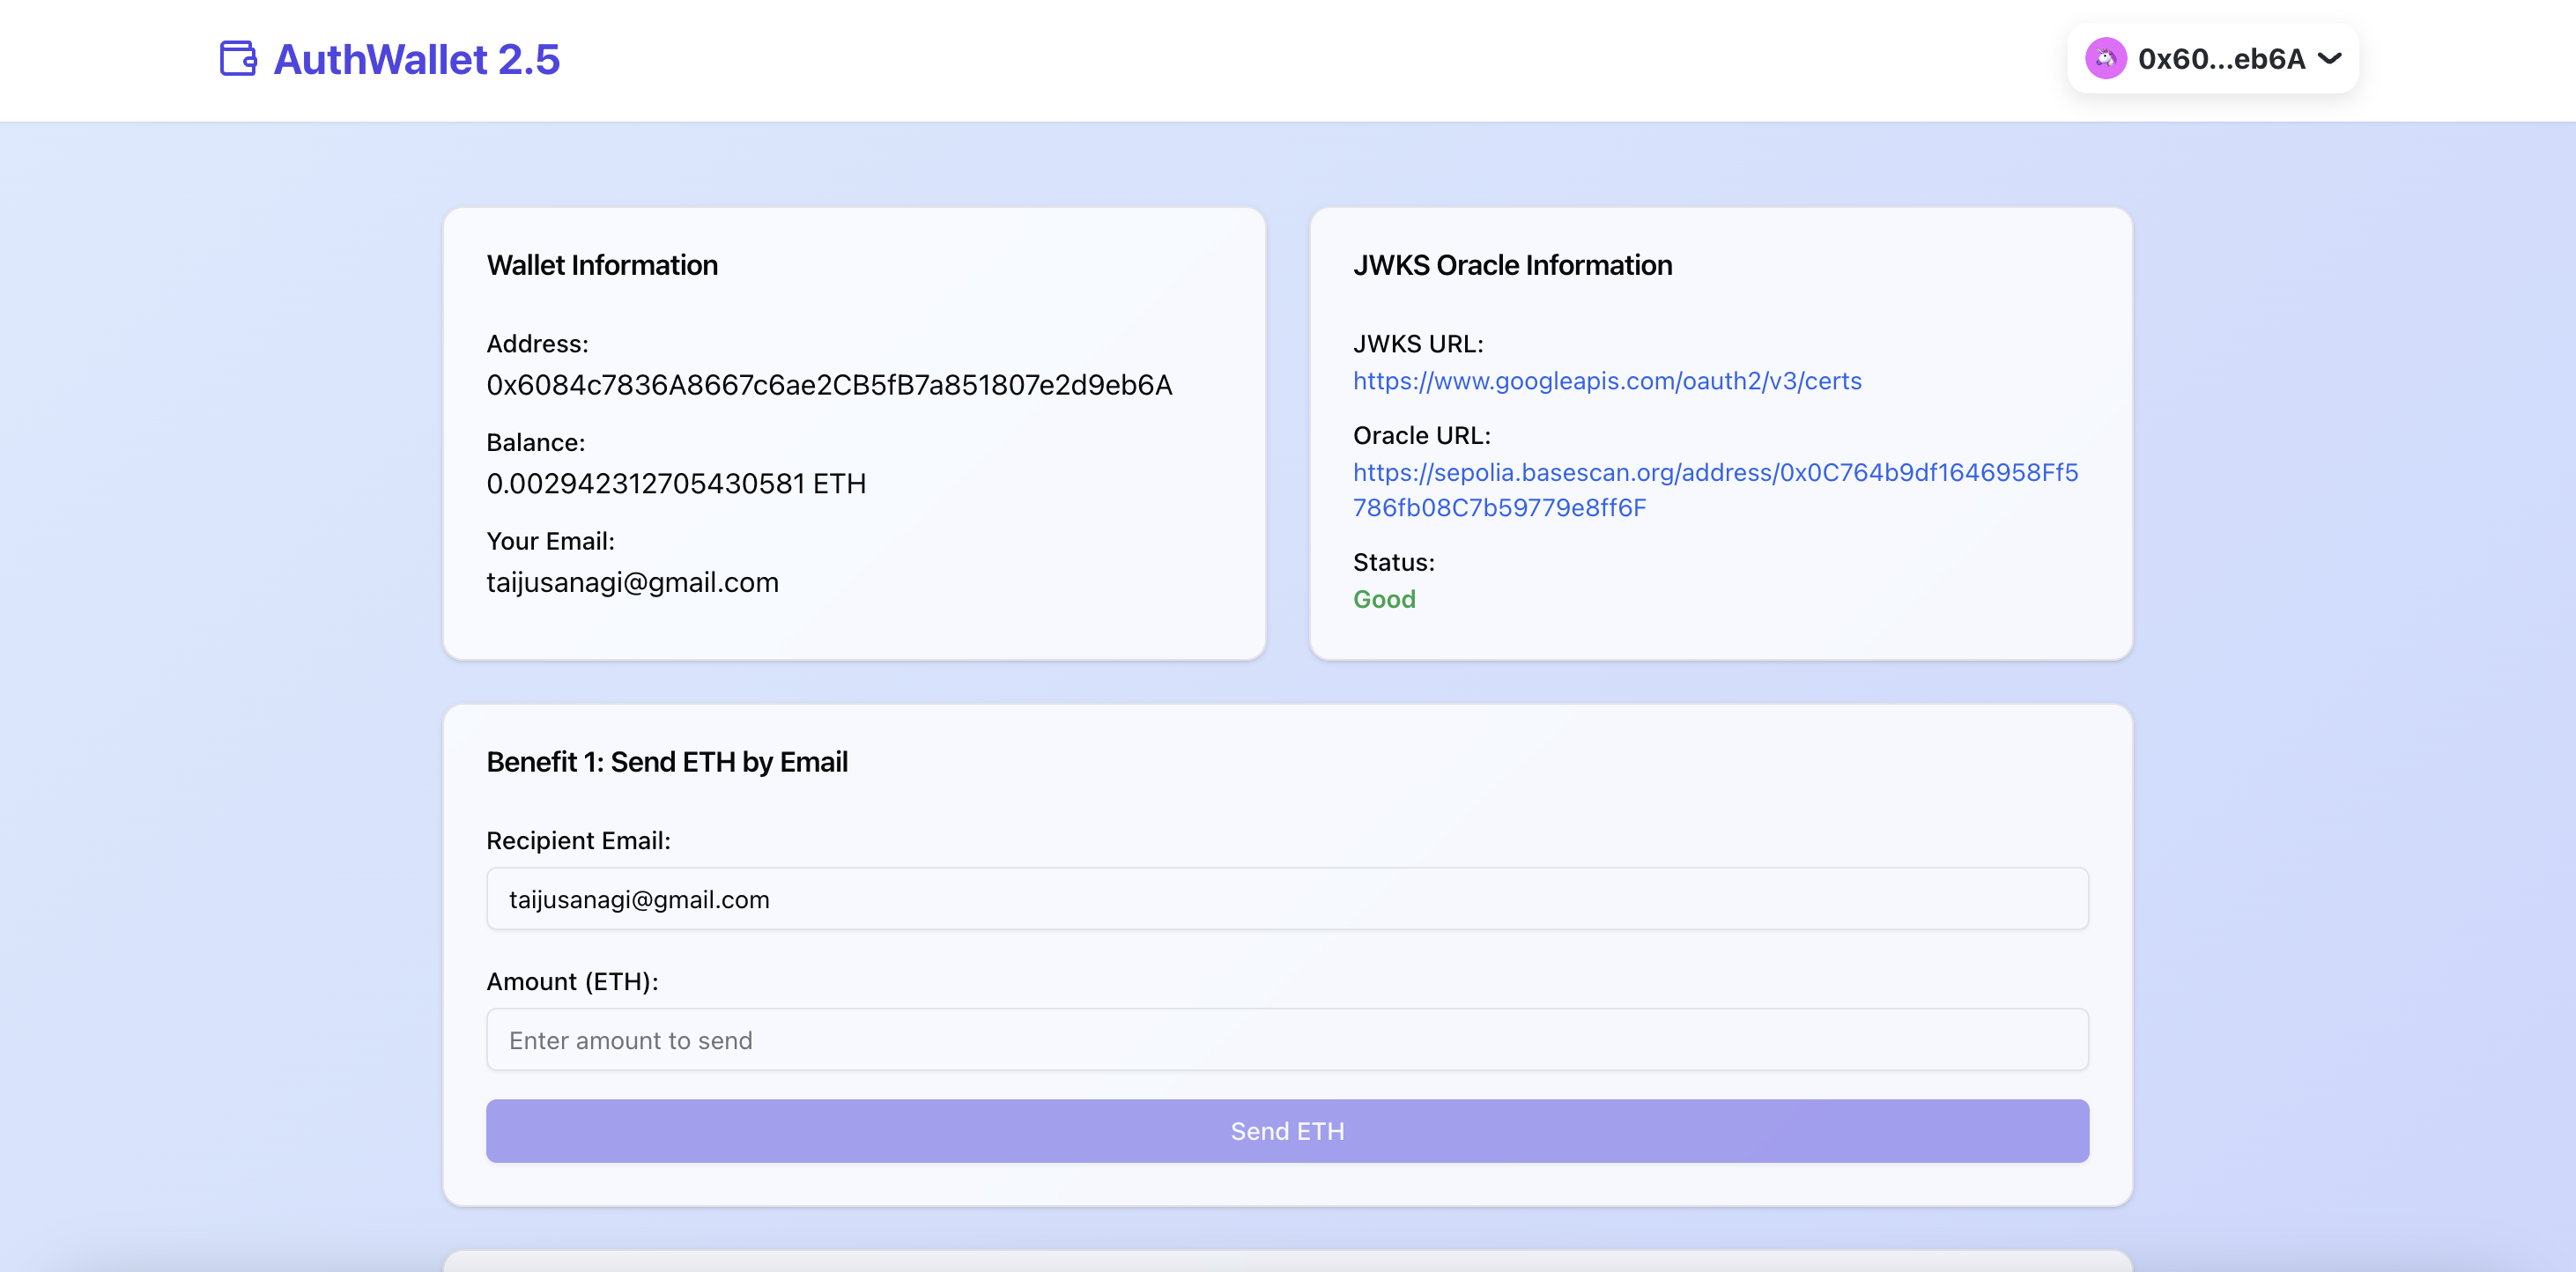 AuthWallet 2.5
0x60...eb6A
Wallet Information
Address:
0x6084c7836A8667c6ae2CB5fB7a851807e2d9eb6A
Balance:
0.002942312705430581 ETH
Your Email:
taijusanagi@gmail.com
JWKS Oracle Information
JWKS URL:
https://www.googleapis.com/oauth2/v3/certs
Oracle URL:
https://sepolia.basescan.org/address/0x0C764b9df1646958Ff5
786fb08C7b59779e8ff6F
Status:
Good
Benefit 1: Send ETH by Email
Recipient Email:
taijusanagi@gmail.com
Amount (ETH):
Enter amount to send
Send ETH